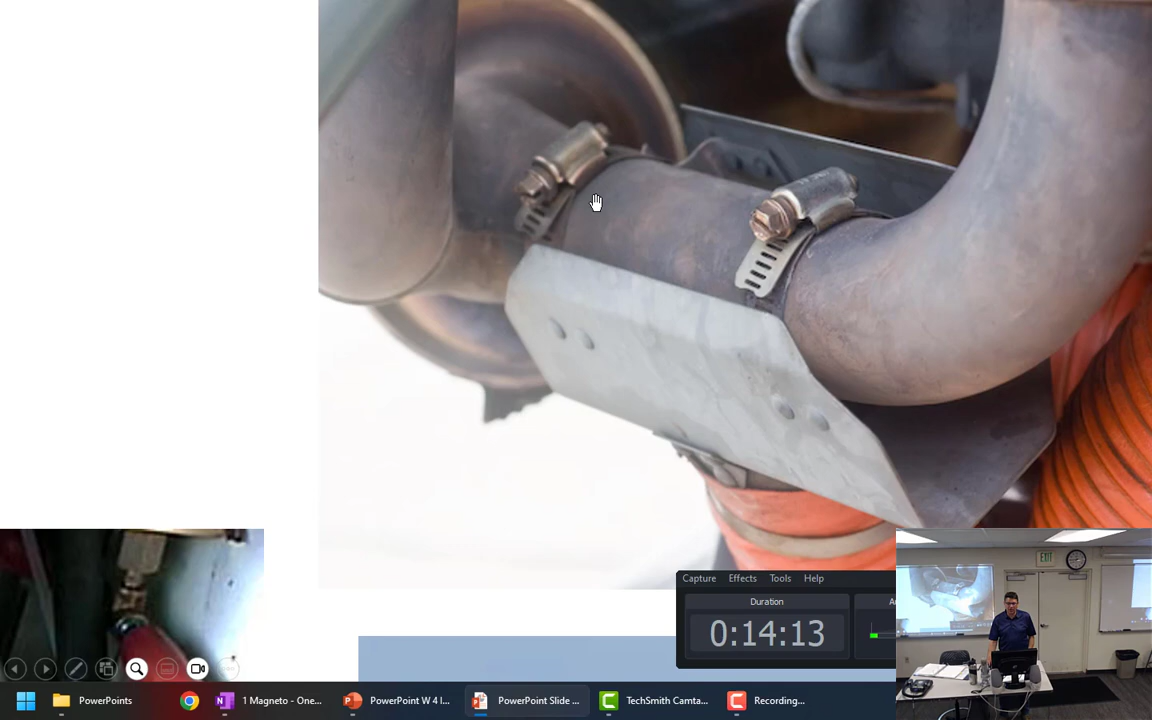 Capture Effects Tools Help
Duration
0:14:13
EXIT
PowerPoints
1 Magneto - One...
PowerPoint W 4 I...
PowerPoint Slide ...
TechSmith Camta...
Recording...